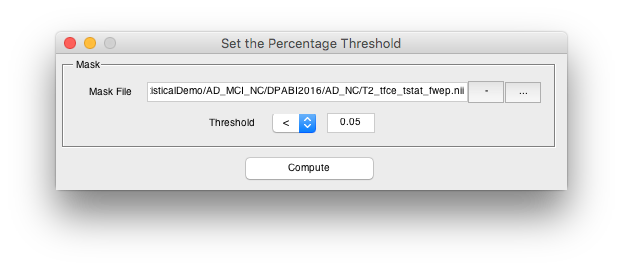 Set the Percentage Threshold
Mask
Mask File isticalDemo/AD_MCI_NC/DPABI2016/AD_NC/T2_tfce_tstat_fwep.nii - ...
Threshold < 0.05
Compute